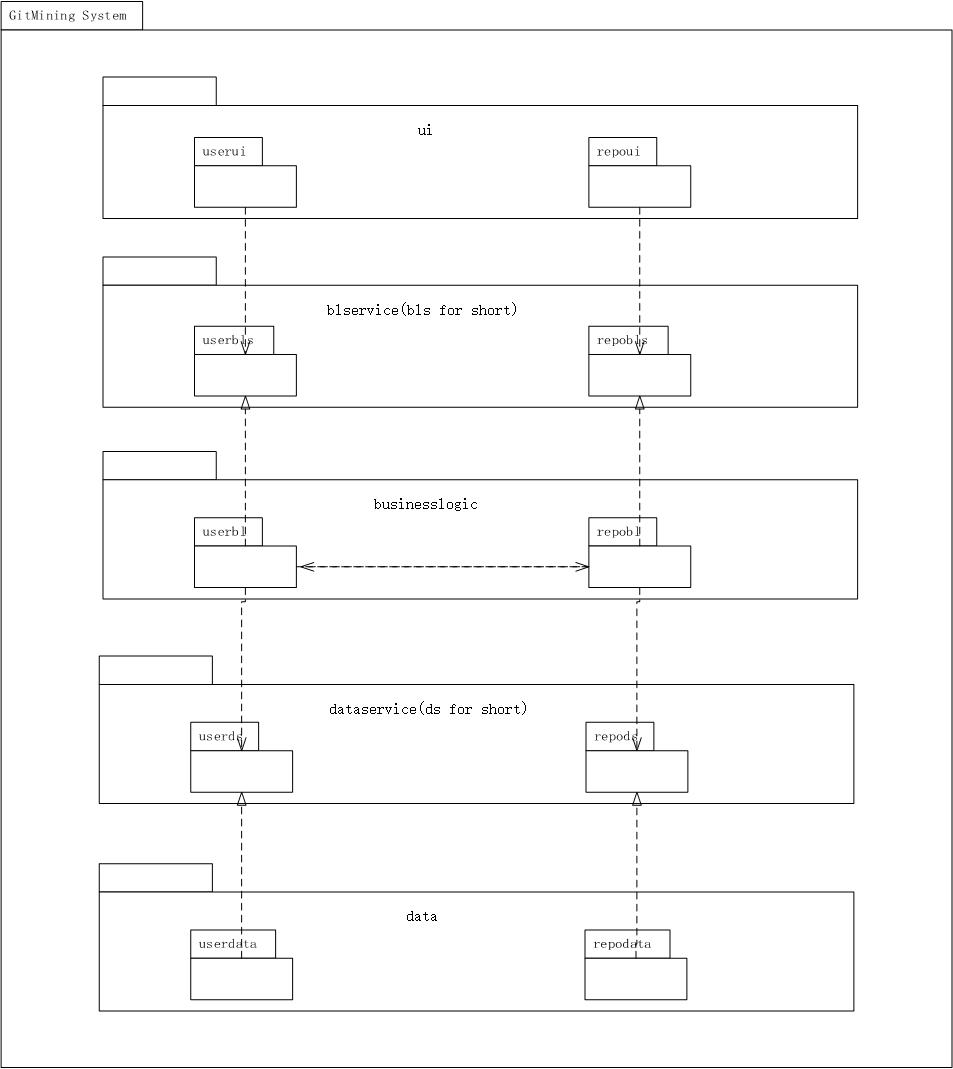 GitMining System
ui
userui
repoui
blservice(bls for short)
userbls
repobls
businesslogic
userbl
repobl
dataservice(ds for short)
userds
repods
data
userdata
repodata